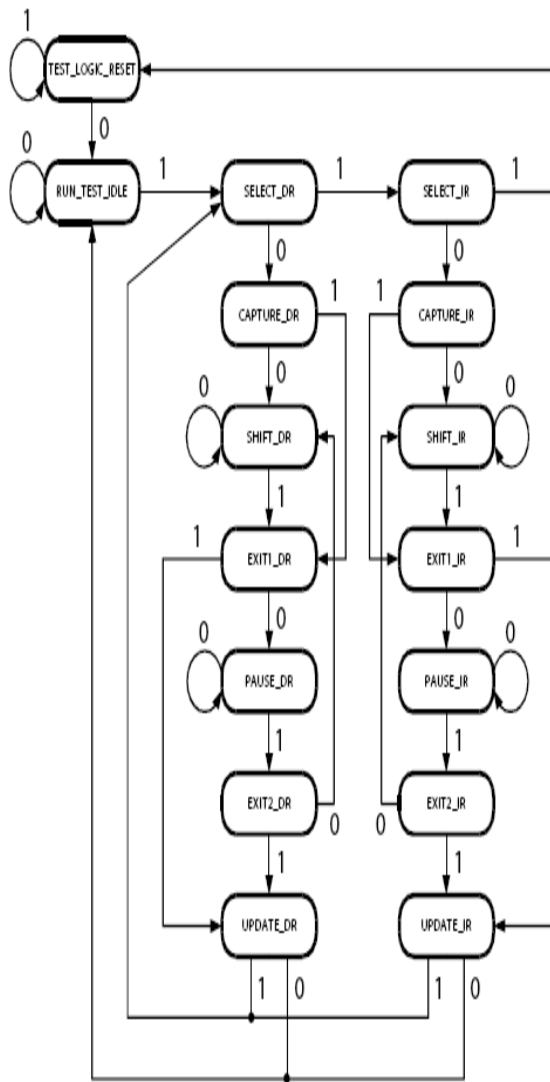 1
TEST_LOGIC_RESET
0
0
RUN_TEST_IDLE
1
SELECT_DR
1
SELECT_IR
1
0
0
CAPTURE_DR
1
1
CAPTURE_IR
0
0
0
SHIFT_DR
SHIFT_IR
0
1
1
1
EXIT1_DR
EXIT1_IR
1
0
0
0
PAUSE_DR
PAUSE_IR
0
1
1
EXIT2_DR
0
0
EXIT2_IR
1
1
UPDATE_DR
UPDATE_IR
1
0
1
0